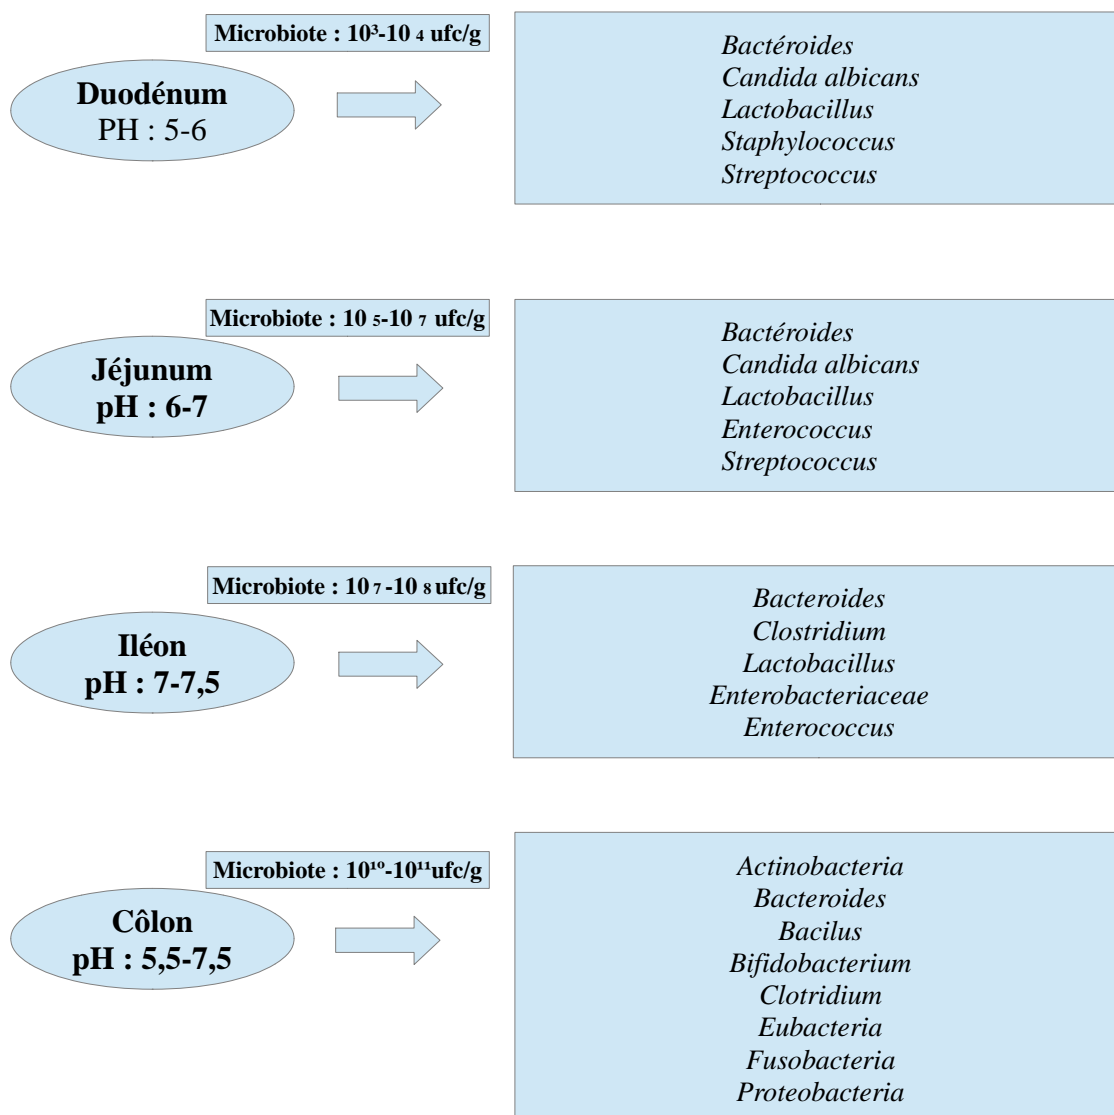 Microbiote : 10³-10 4 ufc/g
Duodénum
PH : 5-6
Bactéroides
Candida albicans
Lactobacillus
Staphylococcus
Streptococcus
Microbiote : 10 5-10 7 ufc/g
Jéjunum
pH : 6-7
Bactéroides
Candida albicans
Lactobacillus
Enterococcus
Streptococcus
Microbiote : 10 7 -10 8 ufc/g
Iléon
pH : 7-7,5
Bacteroides
Clostridium
Lactobacillus
Enterobacteriaceae
Enterococcus
Microbiote : 10¹⁰-10¹¹ufc/g
Côlon
pH : 5,5-7,5
Actinobacteria
Bacteroides
Bacilus
Bifidobacterium
Clotridium
Eubacteria
Fusobacteria
Proteobacteria